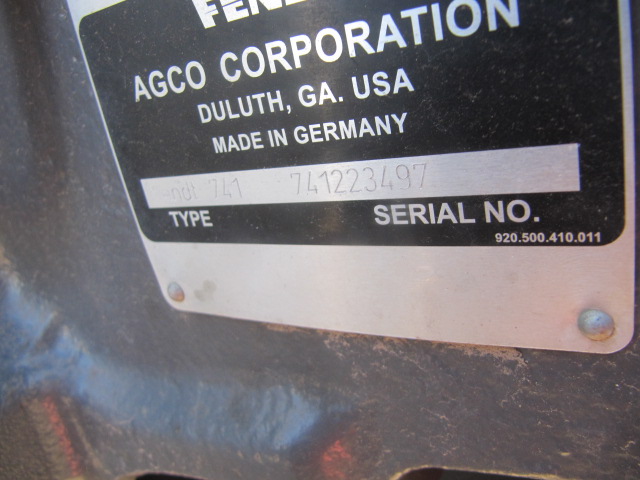 AGCO CORPORATION
DULUTH, GA. USA
MADE IN GERMANY
741 741223497
TYPE SERIAL NO.
920.500.410.011